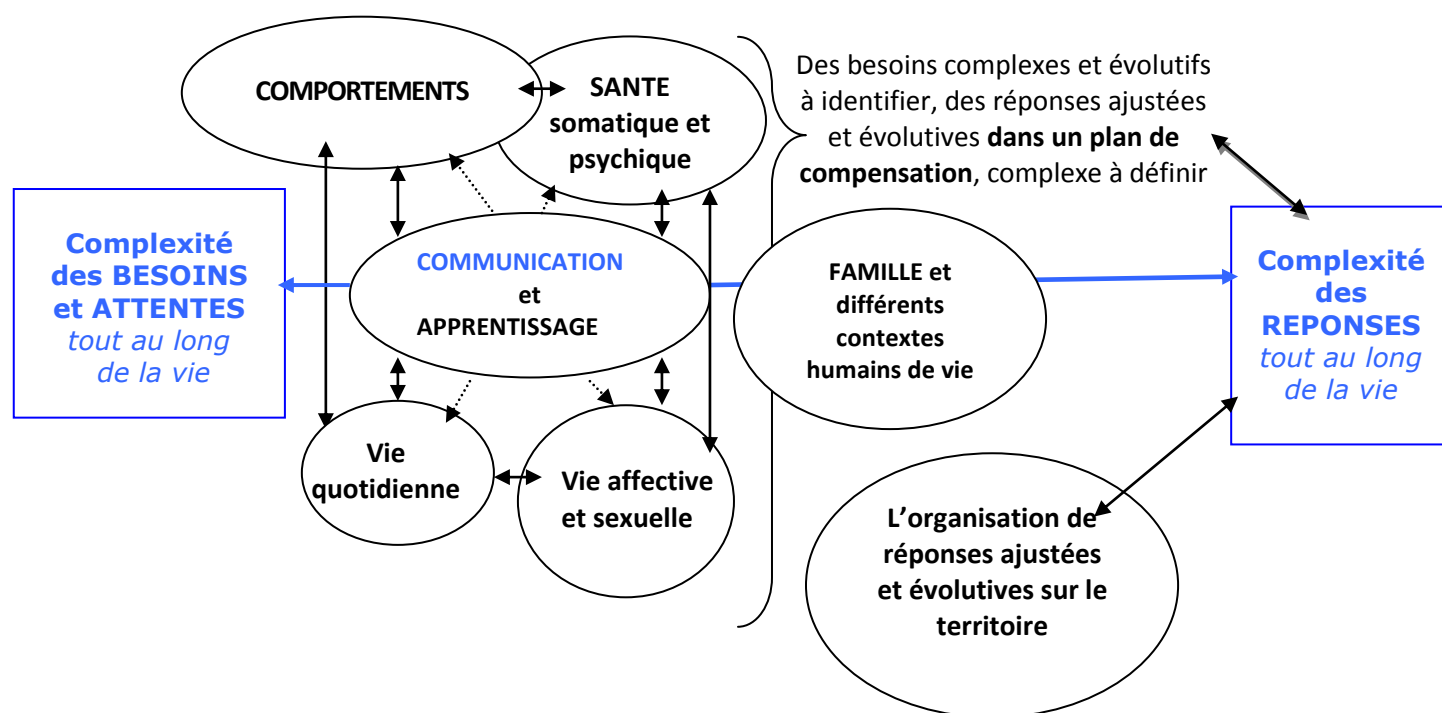 COMPORTEMENTS
SANTE
somatique et
psychique
Des besoins complexes et évolutifs
à identifier, des réponses ajustées
et évolutives dans un plan de
compensation, complexe à définir
Complexité
des BESOINS
et ATTENTES
tout au long
de la vie
COMMUNICATION
et
APPRENTISSAGE
FAMILLE et
différents
contextes
humains de vie
Complexité
des
REPONSES
tout au long
de la vie
Vie
quotidienne
Vie affective
et sexuelle
L'organisation de
réponses ajustées
et évolutives sur le
territoire